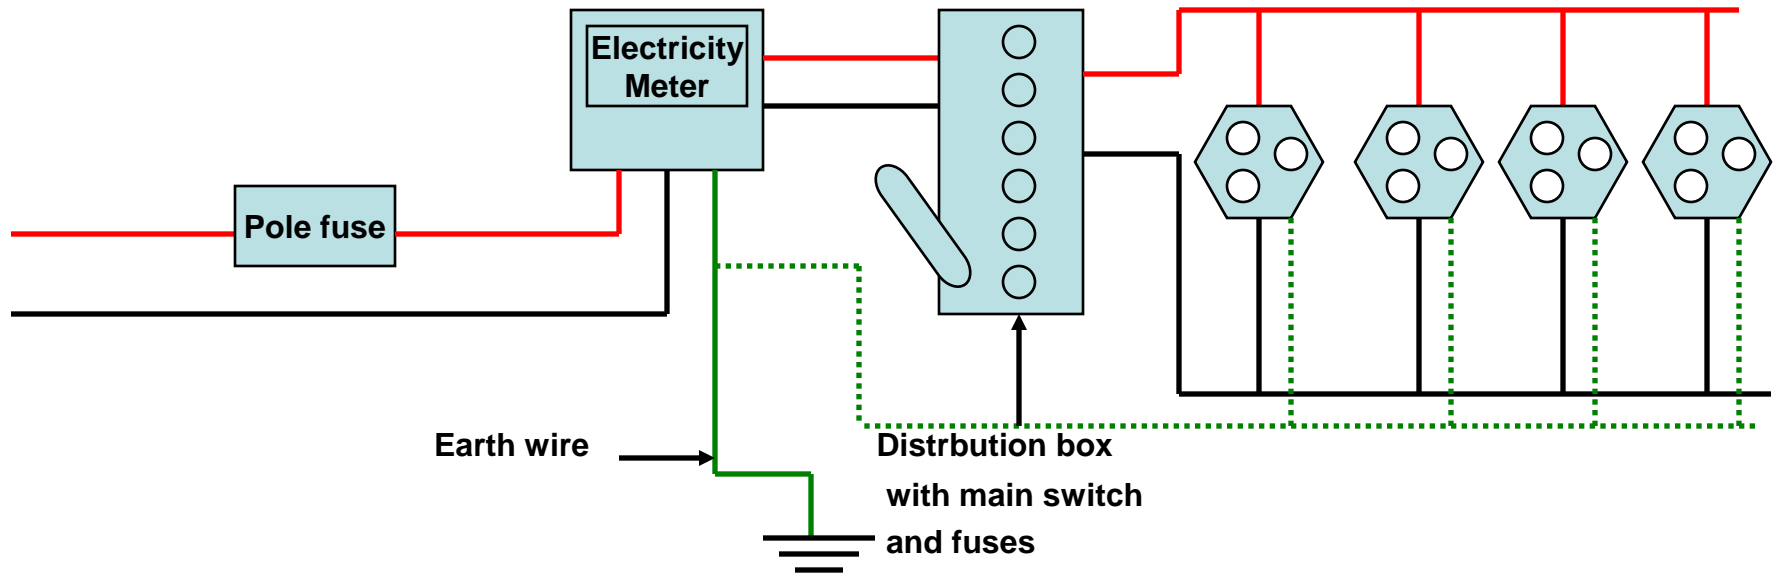 Electricity
Meter
Pole fuse
Earth wire
Distrbution box
with main switch
and fuses